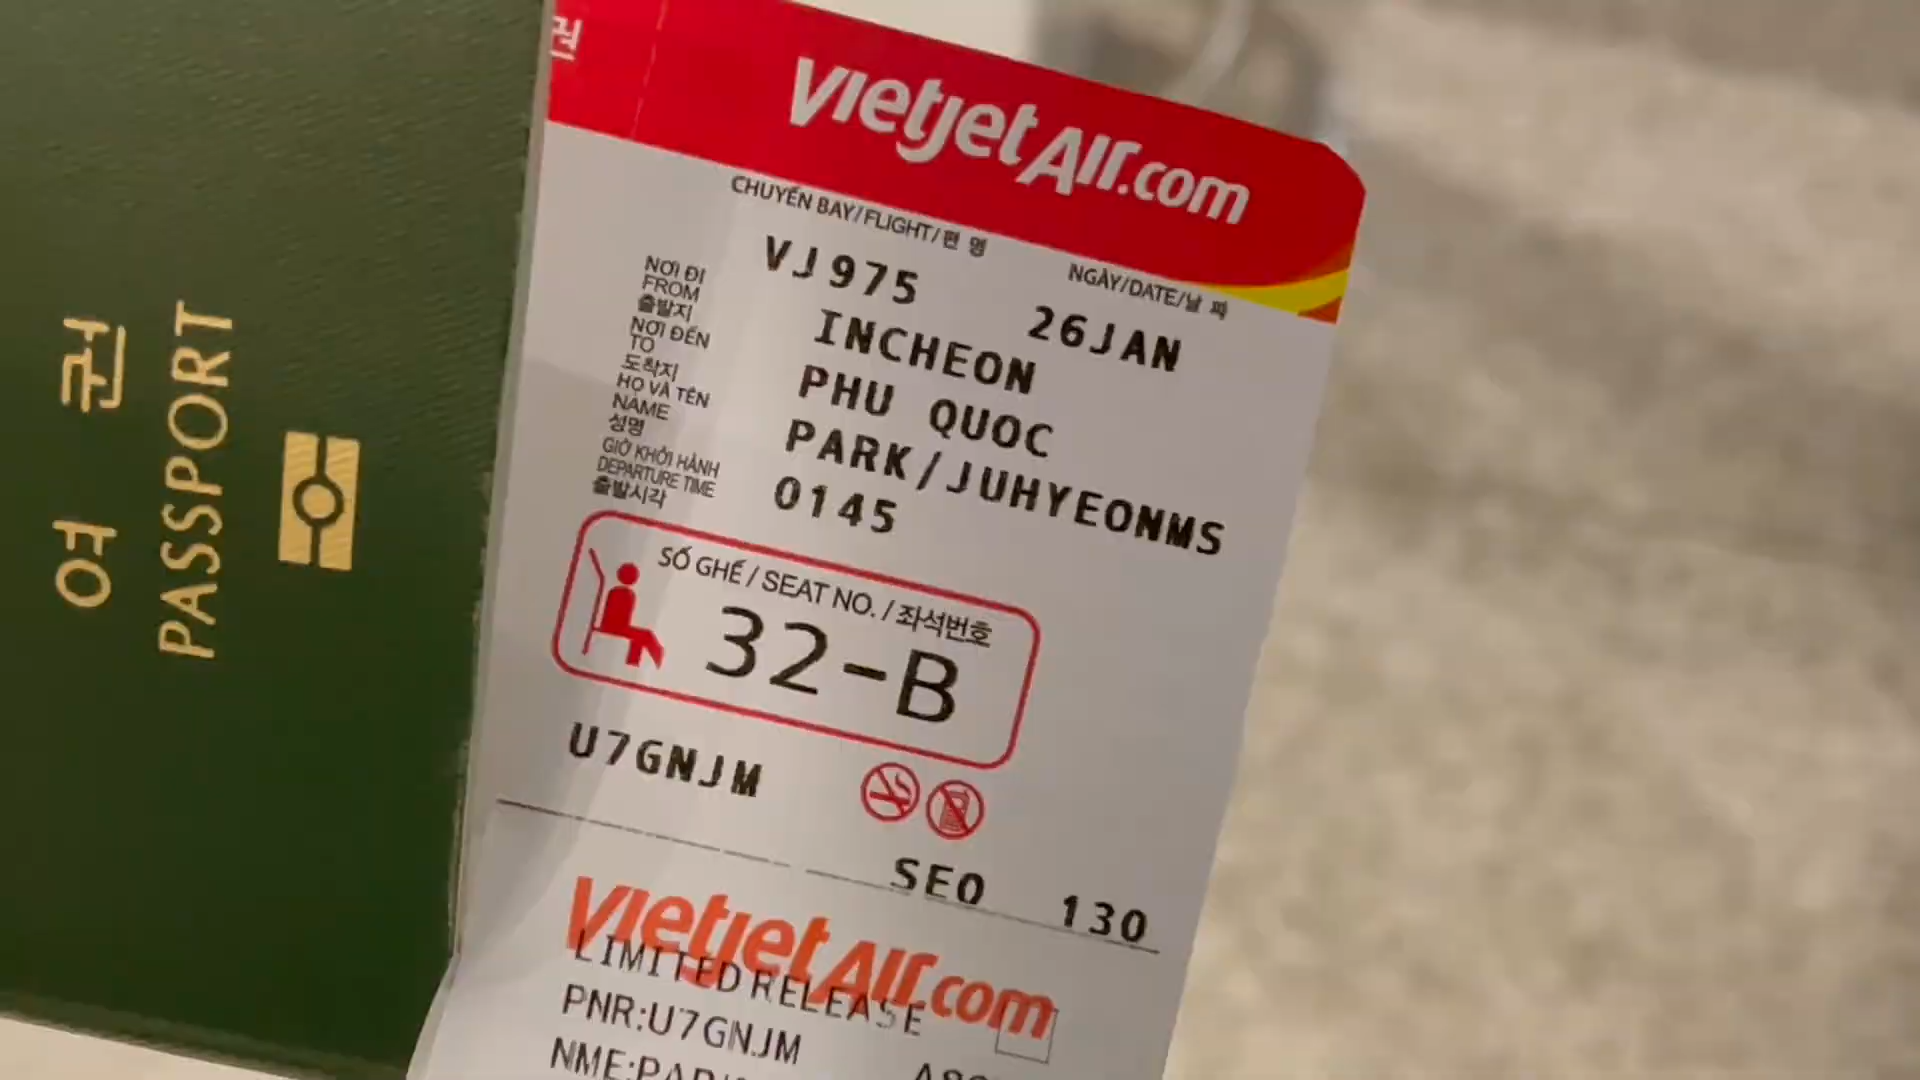 여권
PASSPORT
권
vietjetAir.com
CHUYẾN BAY/FLIGHT/편 명
VJ975
NGÀY/DATE/날 짜
26JAN
NƠI ĐI
FROM
출발지
INCHEON
NƠI ĐẾN
TO
도착지
PHU QUOC
HỌ VÀ TÊN
NAME
성명
PARK/JUHYEONMS
GIỜ KHỞI HÀNH
DEPARTURE TIME
출발시각
0145
SỐ GHẾ / SEAT NO. / 좌석번호
32-B
U7GNJM
SEQ 130
vietjetAir.com
LIMITED RELEASE
PNR:U7GNJM